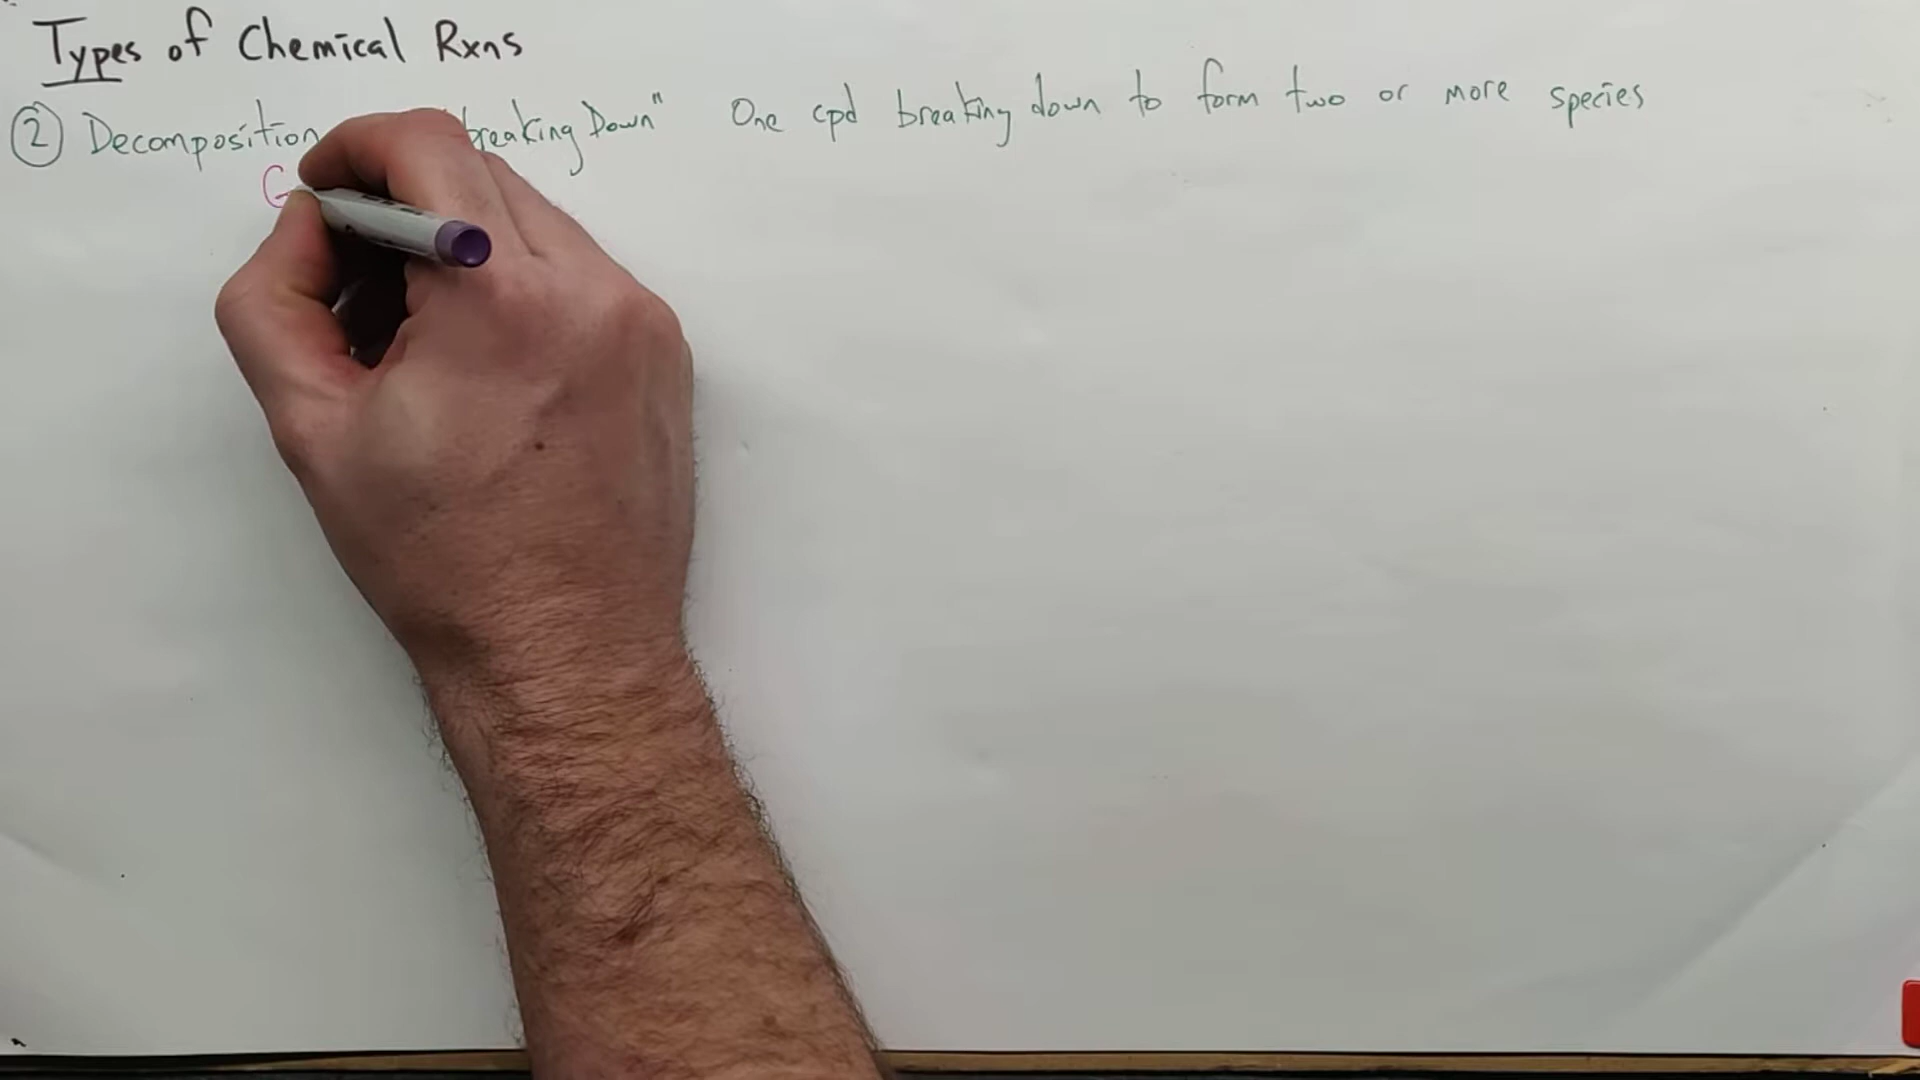 Types of Chemical Rxns
② Decomposition breaking Down" One cpd breaking down to form two or more species
G